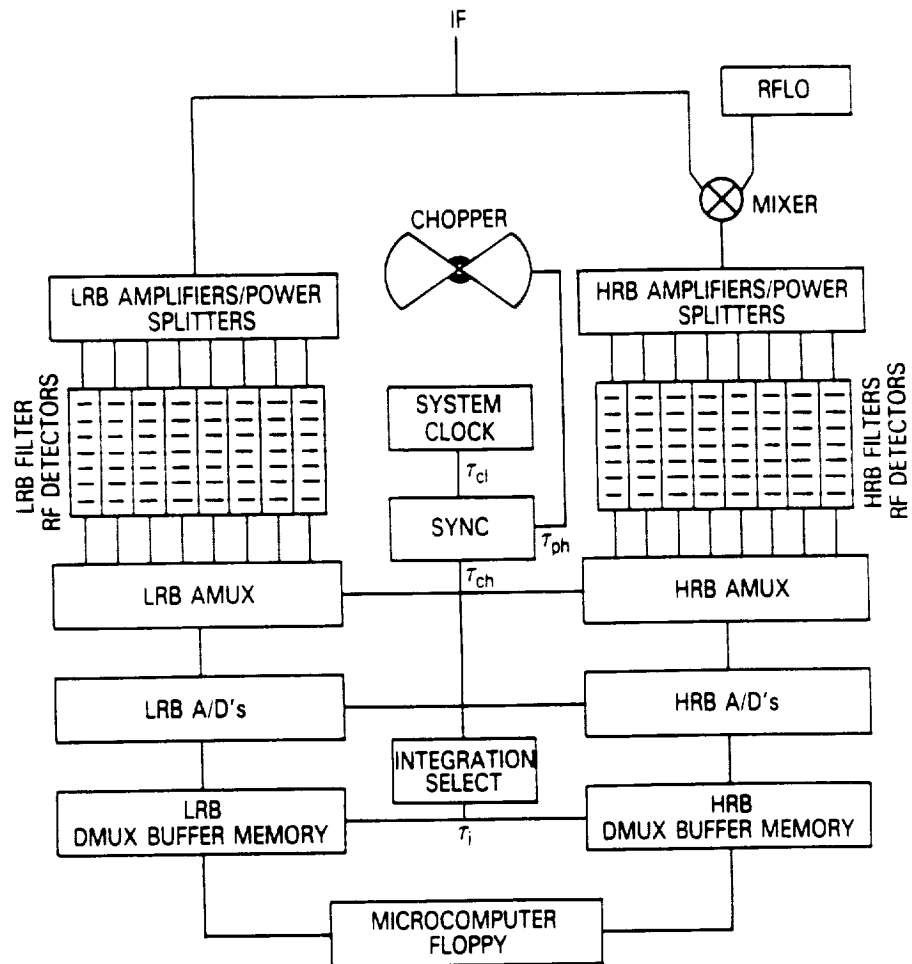 IF
RFLO
MIXER
CHOPPER
LRB AMPLIFIERS/POWER
SPLITTERS
HRB AMPLIFIERS/POWER
SPLITTERS
LRB FILTER
RF DETECTORS
SYSTEM
CLOCK
HRB FILTERS
RF DETECTORS
τcl
SYNC
τph
τch
LRB AMUX
HRB AMUX
LRB A/D's
HRB A/D's
INTEGRATION
SELECT
LRB
DMUX BUFFER MEMORY
τi
HRB
DMUX BUFFER MEMORY
MICROCOMPUTER
FLOPPY